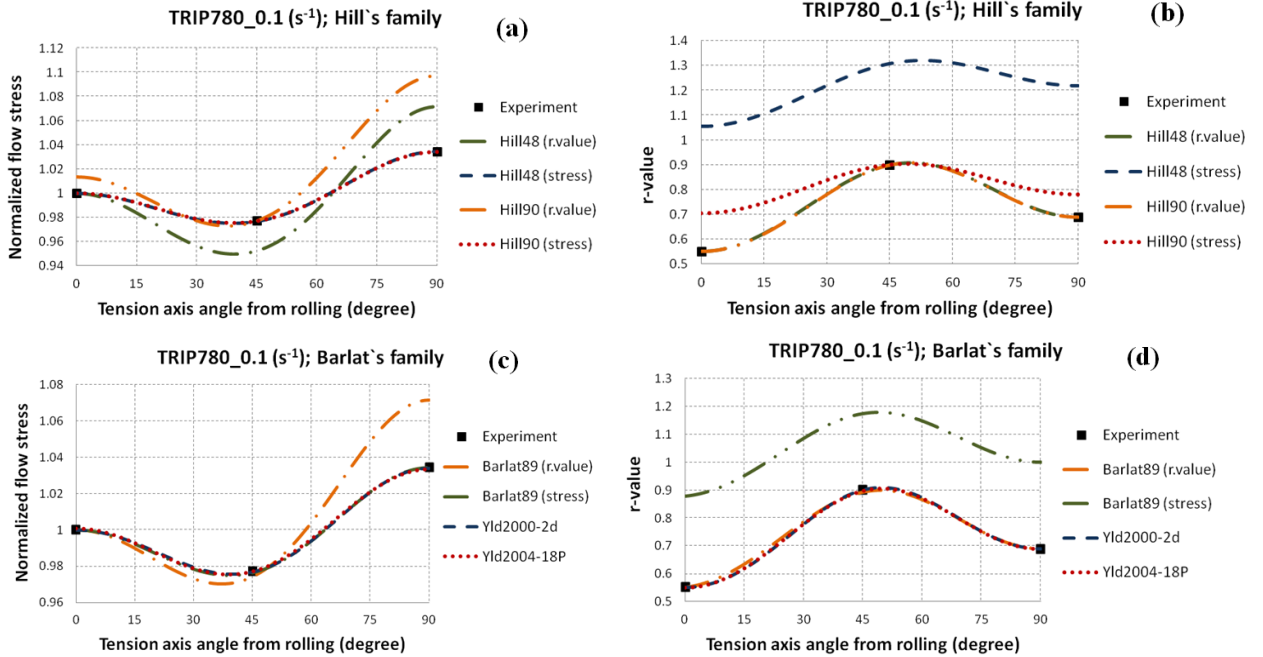 TRIP780_0.1 (s-1); Hill`s family
(a)
Normalized flow stress
1.12
1.1
1.08
1.06
1.04
1.02
1
0.98
0.96
0.94
0 15 30 45 60 75 90
Tension axis angle from rolling (degree)
Experiment
Hill48 (r.value)
Hill48 (stress)
Hill90 (r.value)
Hill90 (stress)
TRIP780_0.1 (s-1); Hill`s family
(b)
r-value
1.4
1.3
1.2
1.1
1
0.9
0.8
0.7
0.6
0.5
0 15 30 45 60 75 90
Tension axis angle from rolling (degree)
Experiment
Hill48 (r.value)
Hill48 (stress)
Hill90 (r.value)
Hill90 (stress)
TRIP780_0.1 (s-1); Barlat`s family
(c)
Normalized flow stress
1.08
1.06
1.04
1.02
1
0.98
0.96
0 15 30 45 60 75 90
Tension axis angle from rolling (degree)
Experiment
Barlat89 (r.value)
Barlat89 (stress)
Yld2000-2d
Yld2004-18P
TRIP780_0.1 (s-1); Barlat`s family
(d)
r-value
1.3
1.2
1.1
1
0.9
0.8
0.7
0.6
0.5
0 15 30 45 60 75 90
Tension axis angle from rolling (degree)
Experiment
Barlat89 (r.value)
Barlat89 (stress)
Yld2000-2d
Yld2004-18P